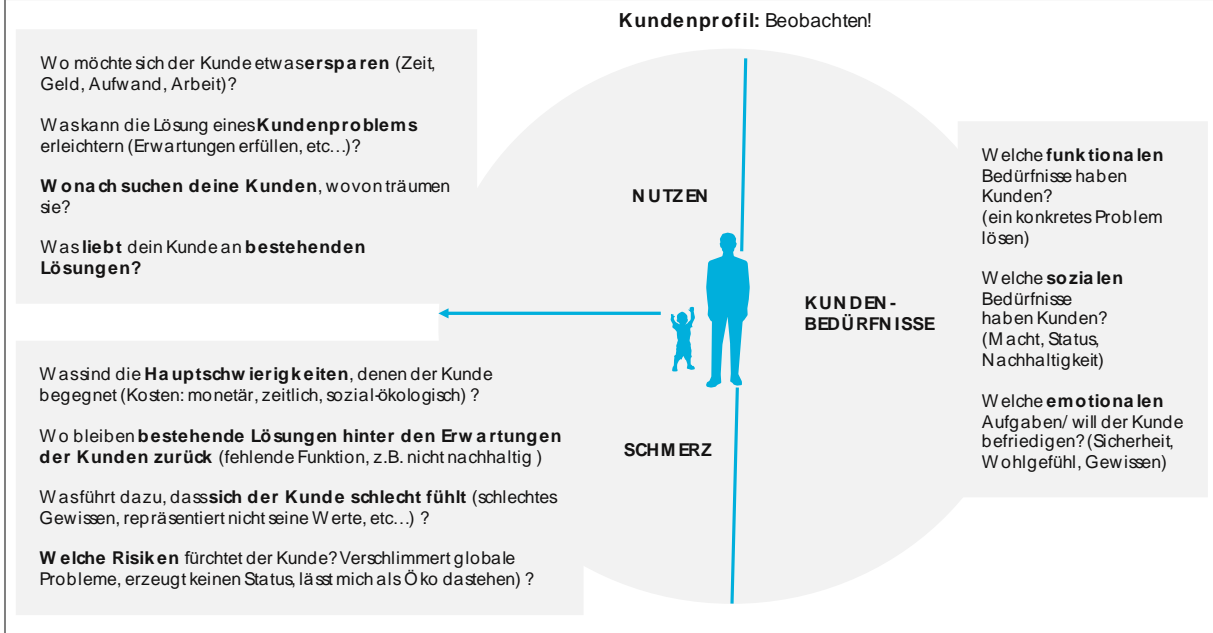 Kundenprofil: Beobachten!
Wo möchte sich der Kunde etwas ersparen (Zeit,
Geld, Aufwand, Arbeit)?
Was kann die Lösung eines Kundenproblems
erleichtern (Erwartungen erfüllen, etc…)?
Wonach suchen deine Kunden, wovon träumen
sie?
Was liebt dein Kunde an bestehenden
Lösungen?
NUTZEN
KUNDEN-
BEDÜRFNISSE
SCHMERZ
Welche funktionalen
Bedürfnisse haben
Kunden?
(ein konkretes Problem
lösen)
Welche sozialen
Bedürfnisse
haben Kunden?
(Macht, Status,
Nachhaltigkeit)
Welche emotionalen
Aufgaben/ will der Kunde
befriedigen? (Sicherheit,
Wohlgefühl, Gewissen)
Was sind die Hauptschwierigkeiten, denen der Kunde
begegnet (Kosten: monetär, zeitlich, sozial-ökologisch) ?
Wo bleiben bestehende Lösungen hinter den Erwartungen
der Kunden zurück (fehlende Funktion, z.B. nicht nachhaltig )
Was führt dazu, dass sich der Kunde schlecht fühlt (schlechtes
Gewissen, repräsentiert nicht seine Werte, etc…) ?
Welche Risiken fürchtet der Kunde? Verschlimmert globale
Probleme, erzeugt keinen Status, lässt mich als Öko dastehen) ?